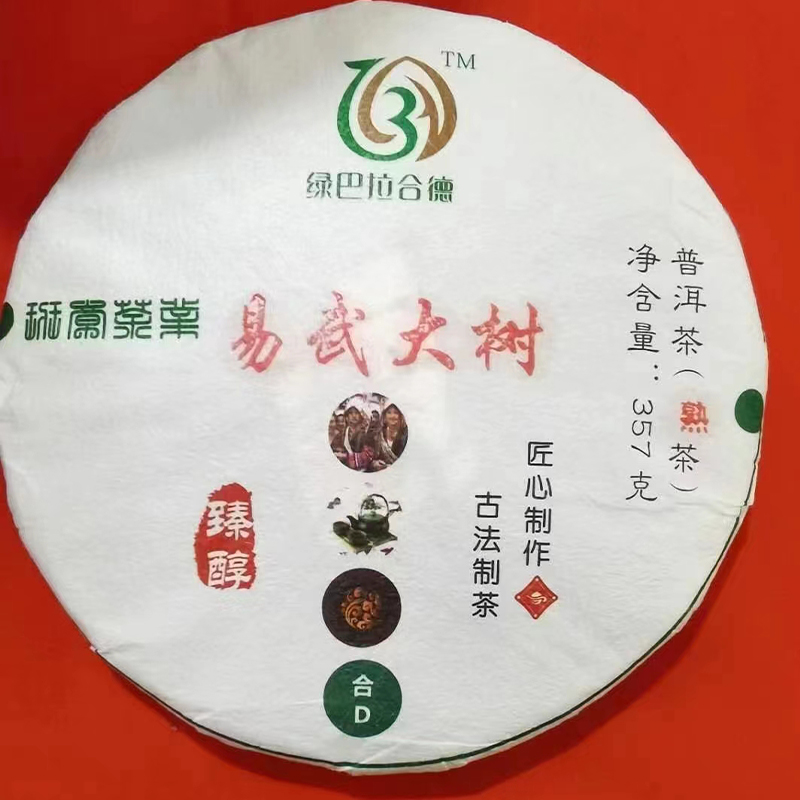 TM
绿巴拉合德
易武大树
普洱茶(熟茶)
净含量:357克
匠心制作
古法制茶
臻醇
合D